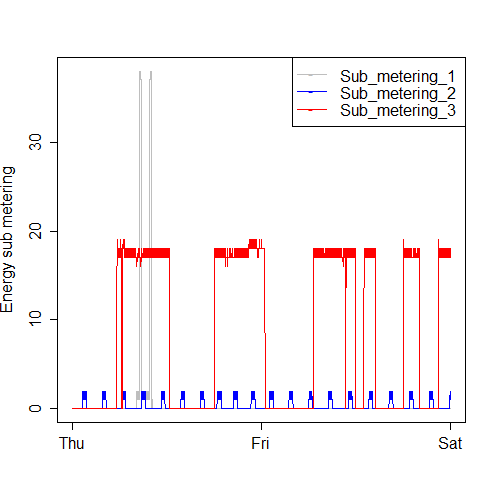 Sub_metering_1
Sub_metering_2
Sub_metering_3
Energy sub metering
30
20
10
0
Thu Fri Sat